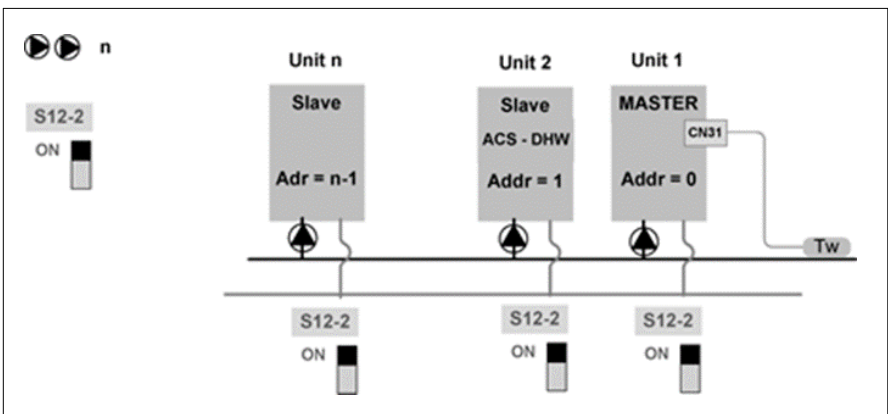 n
S12-2
ON
Unit n
Slave
Adr = n-1
Unit 2
Slave
ACS - DHW
Addr = 1
Unit 1
MASTER
CN31
Addr = 0
Tw
S12-2
ON
S12-2
ON
S12-2
ON